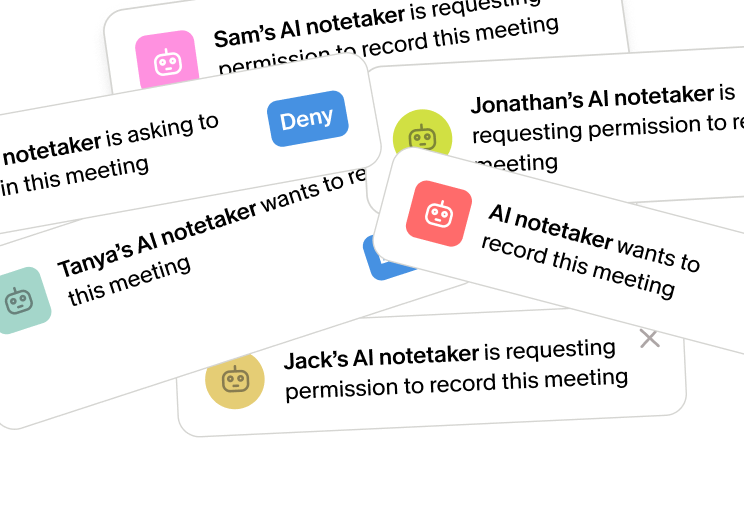 Sam's AI notetaker is requesting
permission to record this meeting
notetaker is asking to
in this meeting
Deny
Jonathan's AI notetaker is
requesting permission to
meeting
Tanya's AI notetaker wants to
this meeting
AI notetaker wants to
record this meeting
Jack's AI notetaker is requesting
permission to record this meeting